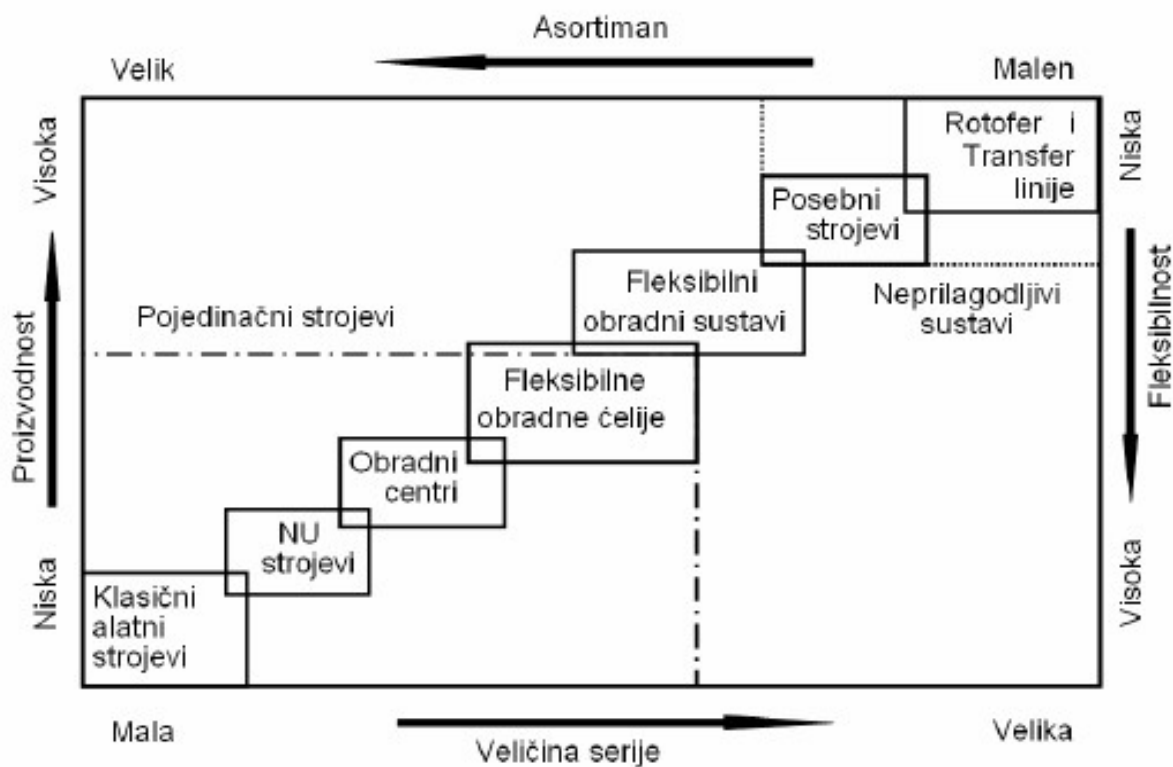 Asortiman
Velik
Malen
Visoka
Niska
Rotofer i
Transfer
linije
Posebni
strojevi
Fleksibilni
obradni sustavi
Neprilagodljivi
sustavi
Pojedinačni strojevi
Proizvodnost
Fleksibilnost
Fleksibilne
obradne ćelije
Obradni
centri
NU
strojevi
Klasični
alatni
strojevi
Niska
Visoka
Mala
Veličina serije
Velika